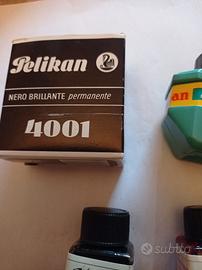 Pelikan
NERO BRILLANTE permanente
4001
an
subito